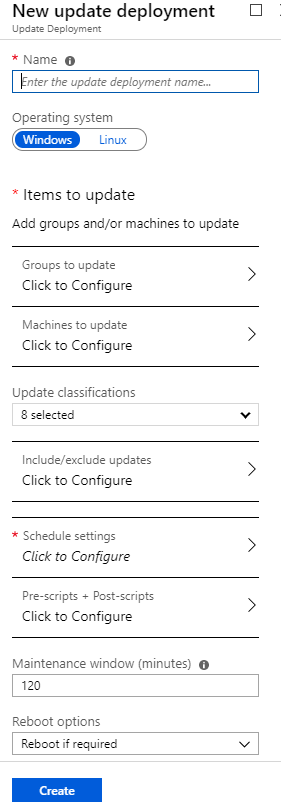 New update deployment
Update Deployment
* Name
Enter the update deployment name...
Operating system
Windows Linux
* Items to update
Add groups and/or machines to update
Groups to update
Click to Configure
Machines to update
Click to Configure
Update classifications
8 selected
Include/exclude updates
Click to Configure
* Schedule settings
Click to Configure
Pre-scripts + Post-scripts
Click to Configure
Maintenance window (minutes)
120
Reboot options
Reboot if required
Create